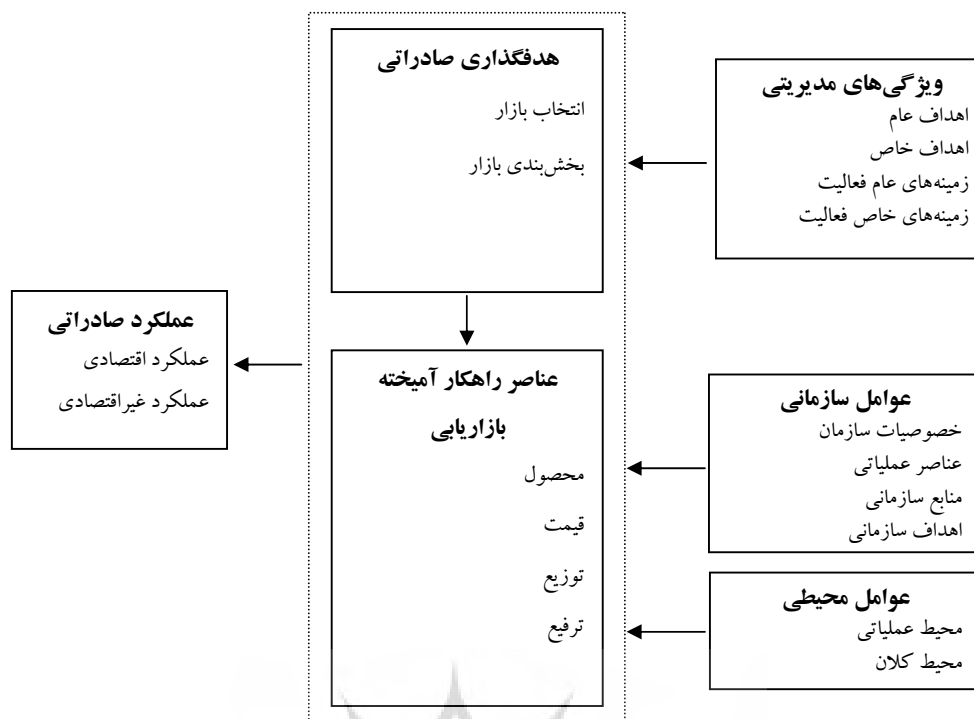 هدفگذاری صادراتی
انتخاب بازار
بخش‌بندی بازار
ویژگی‌های مدیریتی
اهداف عام
اهداف خاص
زمینه‌های عام فعالیت
زمینه‌های خاص فعالیت
عملکرد صادراتی
عملکرد اقتصادی
عملکرد غیراقتصادی
عناصر راهکار آمیخته
بازاریابی
محصول
قیمت
توزیع
ترفیع
عوامل سازمانی
خصوصیات سازمان
عناصر عملیاتی
منابع سازمانی
اهداف سازمانی
عوامل محیطی
محیط عملیاتی
محیط کلان